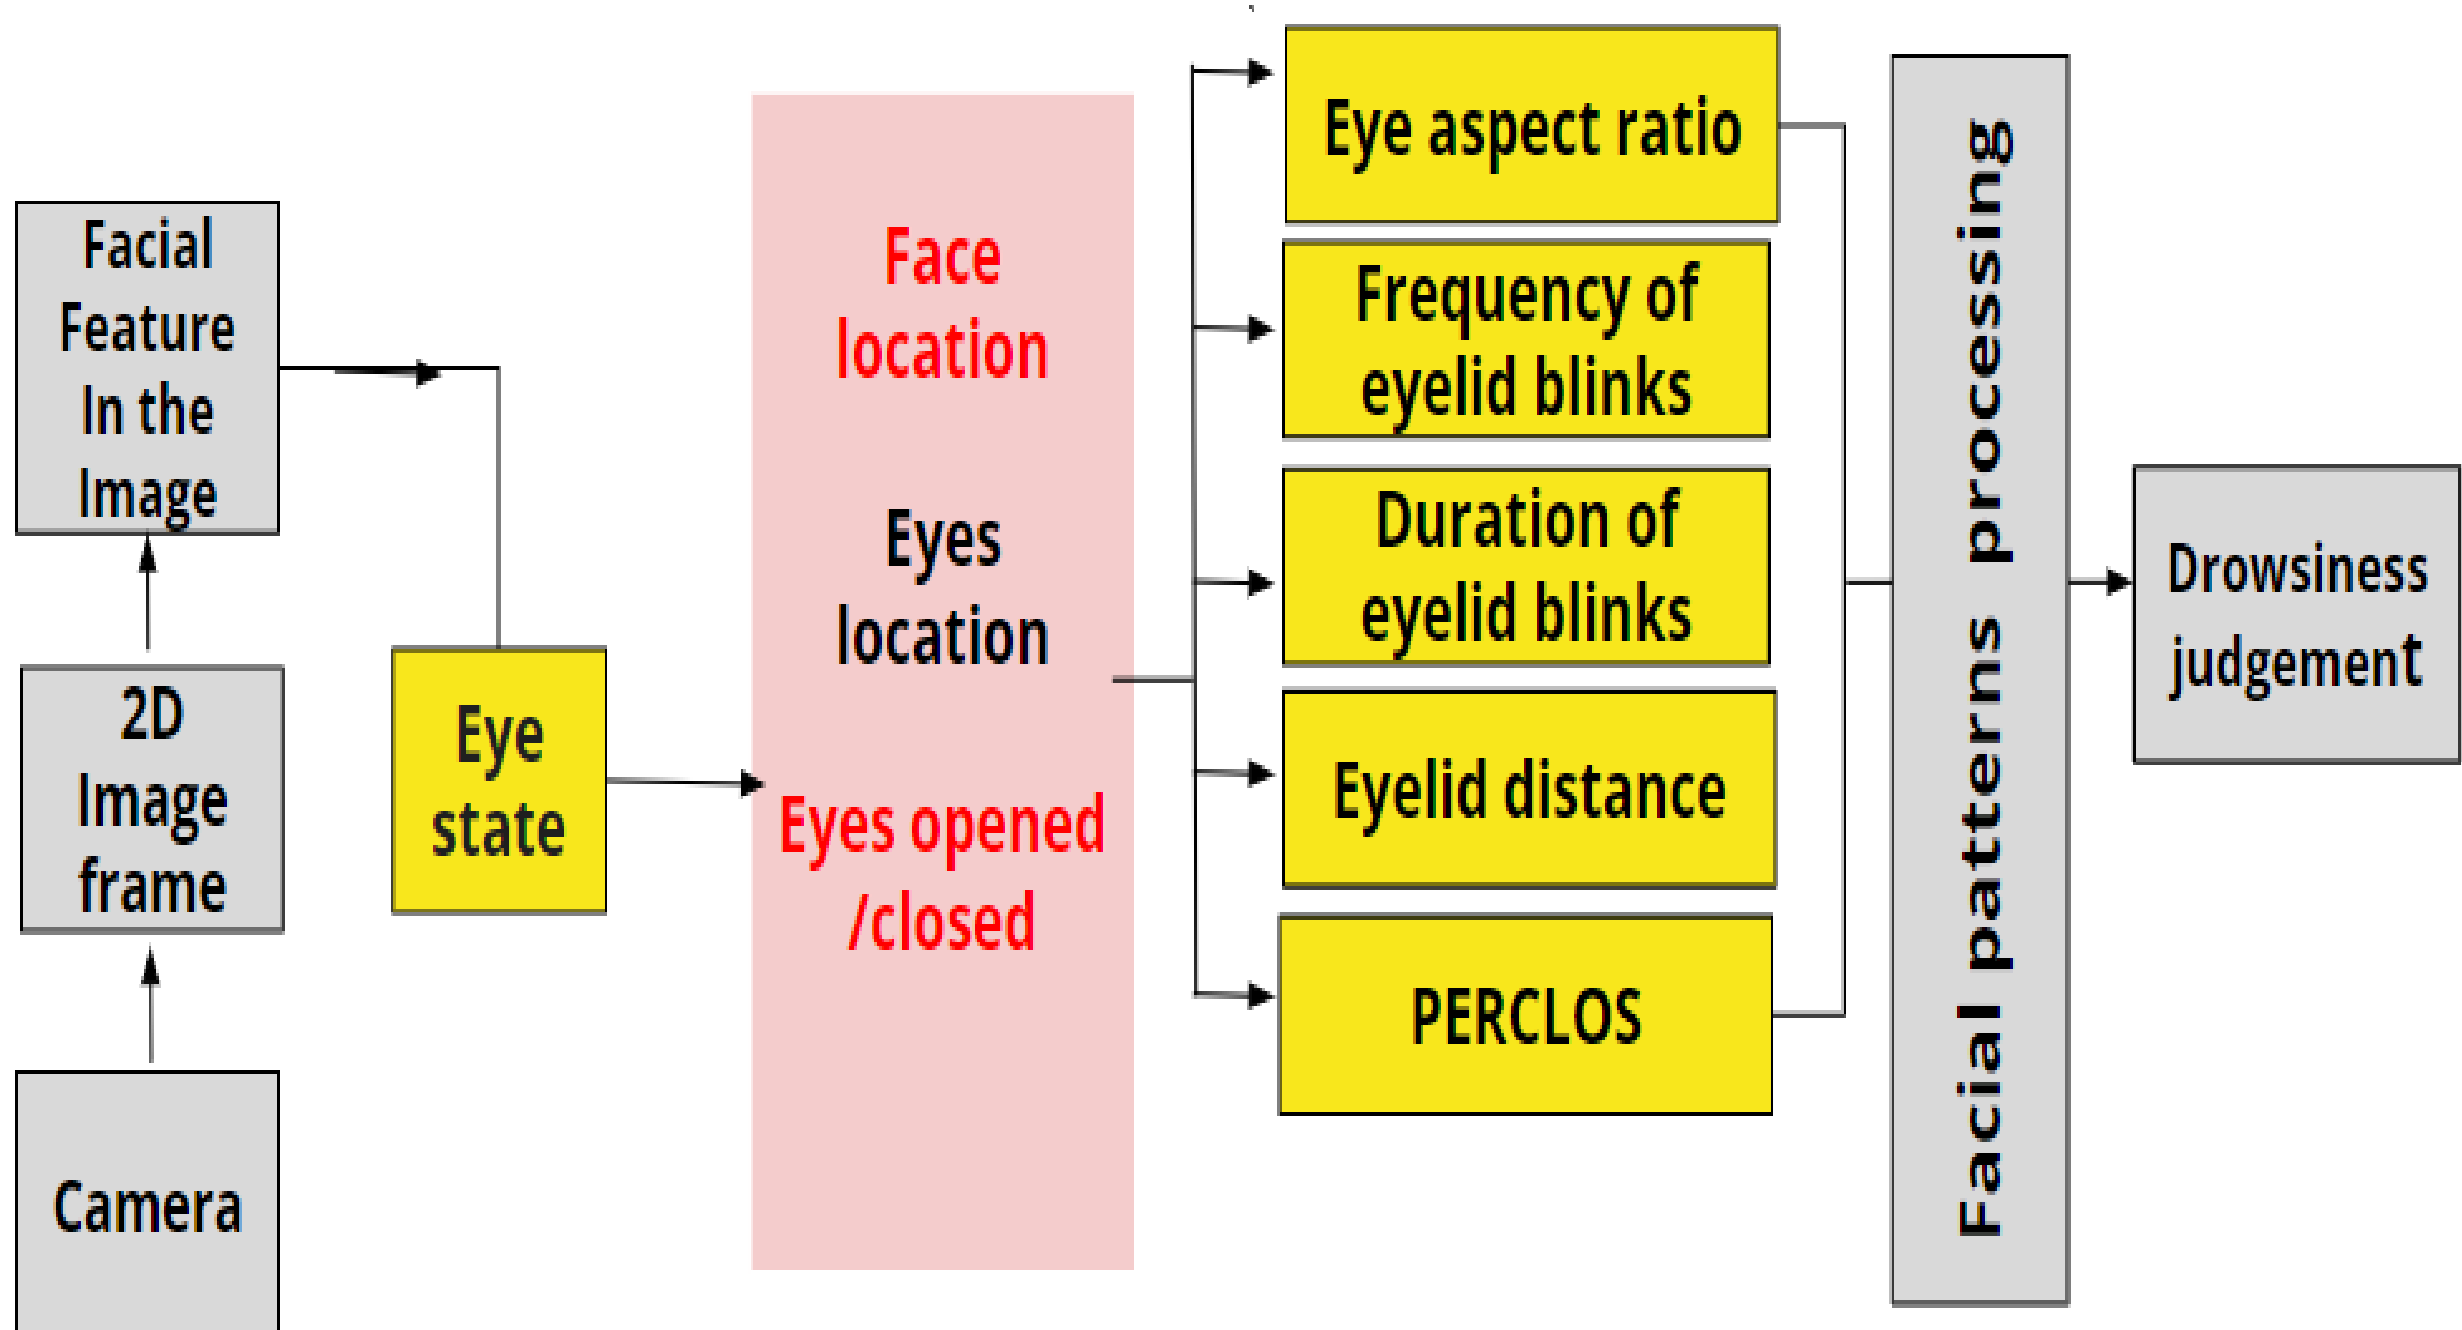 Facial
Feature
In the
Image
2D
Image
frame
Camera
Eye
state
Face
location
Eyes
location
Eyes opened
/closed
Eye aspect ratio
Frequency of
eyelid blinks
Duration of
eyelid blinks
Eyelid distance
PERCLOS
Facial patterns processing
Drowsiness
judgement